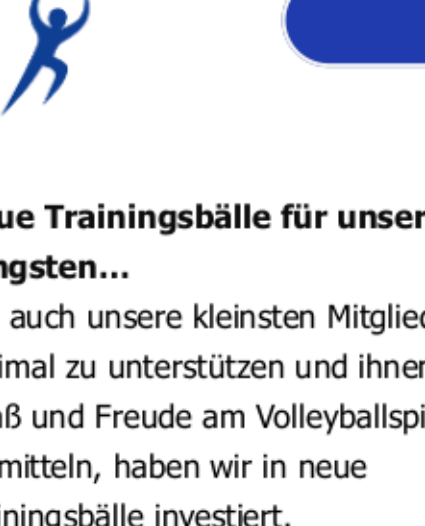 ue Trainingsbälle für unser
ngsten...
auch unsere kleinsten Mitglied
imal zu unterstützen und ihnen
aß und Freude am Volleyballspi
mitteln, haben wir in neue
iningsbälle investiert.